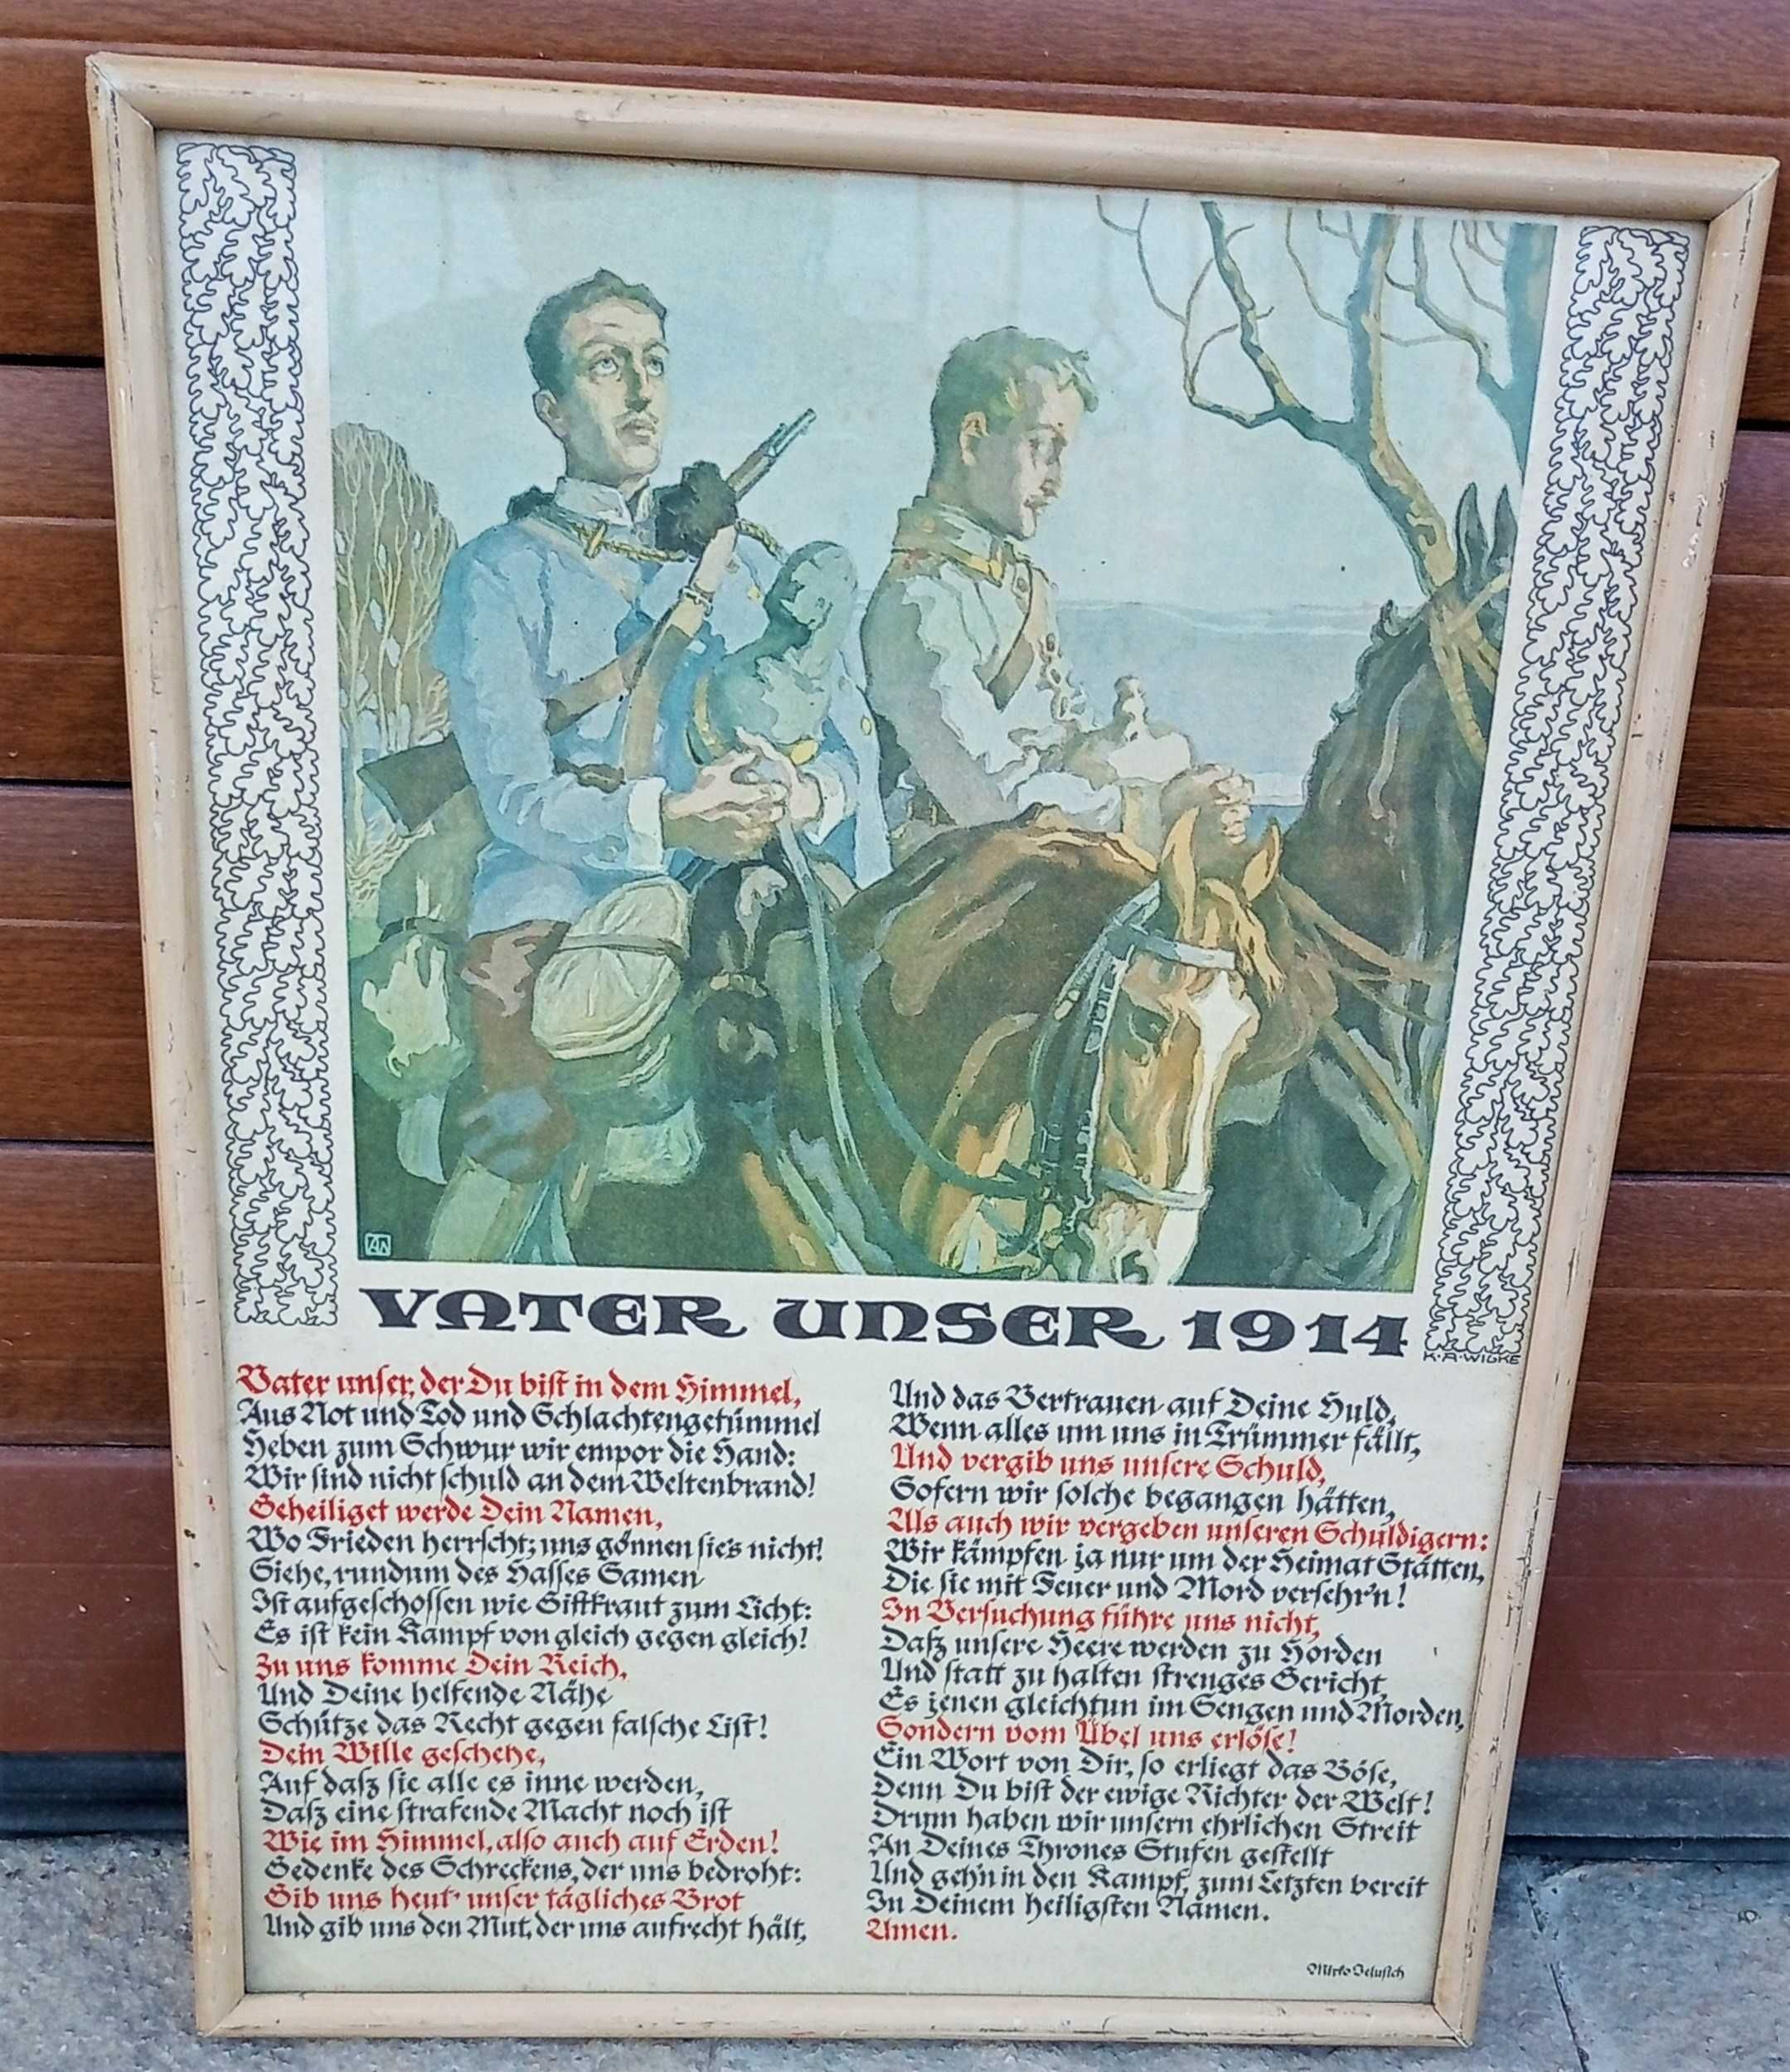 VATER UNSER 1914
K·A·WILKE
Vater unser, der Du bist in dem Himmel,
Aus Not und Tod und Schlachtengetümmel
Heben zum Schwur wir empor die Hand:
Wir sind nicht schuld an dem Weltenbrand!
Geheiliget werde Dein Namen,
Wo Frieden herrscht; uns gönnen sie's nicht!
Siehe, rundum des Hasses Samen
Ist aufgeschossen wie Giftkraut zum Licht:
Es ist kein Kampf von gleich gegen gleich!
Zu uns komme Dein Reich,
Und Deine helfende Nähe
Schütze das Recht gegen falsche List!
Dein Wille geschehe,
Auf daß sie alle es inne werden,
Daß eine strafende Macht noch ist
Wie im Himmel, also auch auf Erden!
Gedenke des Schreckens, der uns bedroht:
Gib uns heut' unser tägliches Brot
Und gib uns den Mut, der uns aufrecht hält,
Und das Vertrauen auf Deine Huld,
Wenn alles um uns in Trümmer fällt,
Und vergib uns unsere Schuld,
Sofern wir solche begangen hätten,
Als auch wir vergeben unseren Schuldigern:
Wir kämpfen ja nur um der Heimat Stätten,
Die sie mit Feuer und Mord versehr'n!
In Versuchung führe uns nicht,
Daß unsere Heere werden zu Horden
Und statt zu halten strenges Gericht,
Es jenen gleichtun im Sengen und Morden,
Sondern vom Übel uns erlöse!
Ein Wort von Dir, so erliegt das Böse,
Denn Du bist der ewige Richter der Welt!
Drum haben wir unsern ehrlichen Streit
An Deines Thrones Stufen gestellt
Und geh'n in den Kampf, zum Letzten bereit
In Deinem heiligsten Namen.
Amen.
Mirko Jelusich